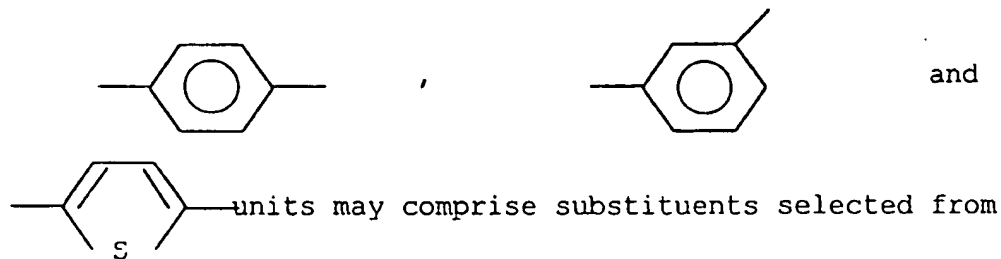 , and
units may comprise substituents selected from
S